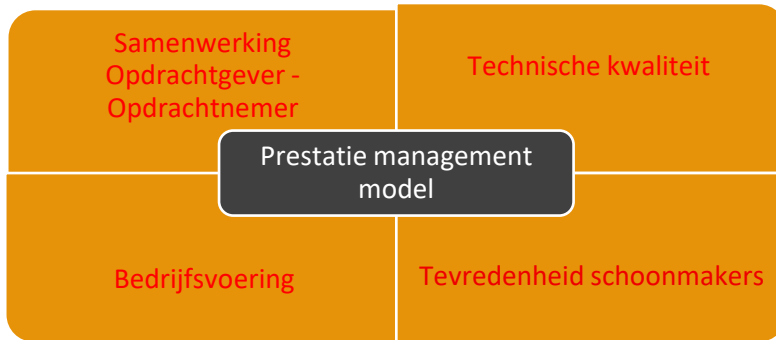 Samenwerking
Opdrachtgever -
Opdrachtnemer
Technische kwaliteit
Prestatie management
model
Bedrijfsvoering
Tevredenheid schoonmakers